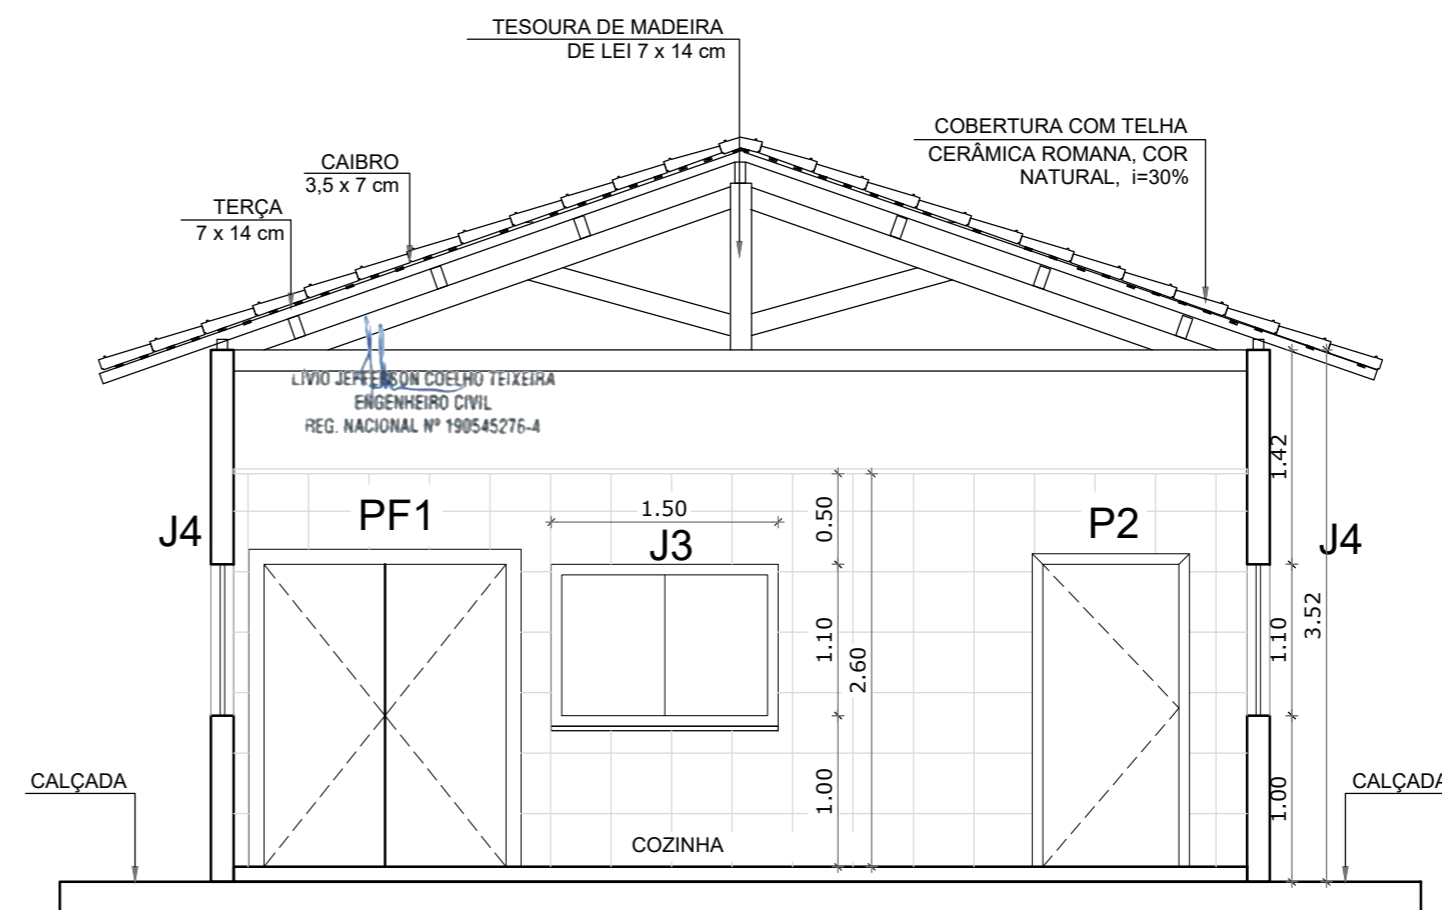 TESOURA DE MADEIRA
DE LEI 7 x 14 cm
COBERTURA COM TELHA
CERÂMICA ROMANA, COR
NATURAL, i=30%
CAIBRO
3,5 x 7 cm
TERÇA
7 x 14 cm
LÍVIO JEFFERSON COELHO TEIXEIRA
ENGENHEIRO CIVIL
REG. NACIONAL Nº 190545276-4
J4
PF1
1.50
J3
0.50
1.10
2.60
1.00
P2
J4
1.42
1.10
3.52
1.00
CALÇADA
COZINHA
CALÇADA